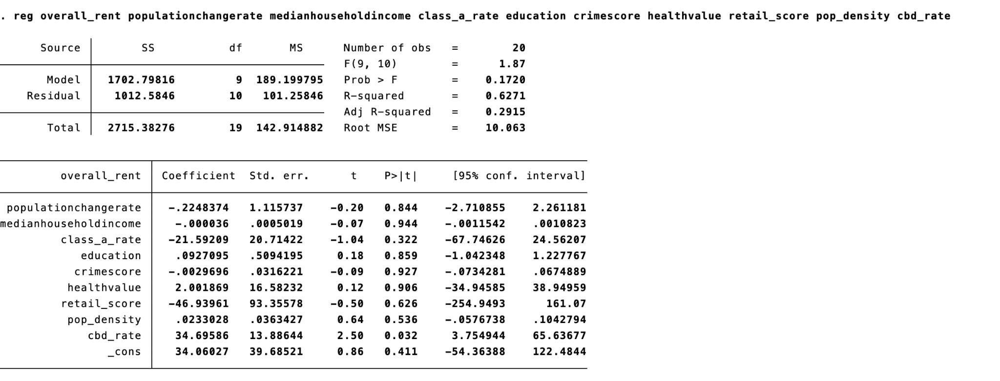 . reg overall_rent populationchangerate medianhouseholdincome class_a_rate education crimescore healthvalue retail_score pop_density cbd_rate
Source SS df MS Number of obs = 20
F(9, 10) = 1.87
Model 1702.79816 9 189.199795 Prob > F = 0.1720
Residual 1012.5846 10 101.25846 R-squared = 0.6271
Adj R-squared = 0.2915
Total 2715.38276 19 142.914882 Root MSE = 10.063
overall_rent Coefficient Std. err. t P>|t| [95% conf. interval]
populationchangerate -.2248374 1.115737 -0.20 0.844 -2.710855 2.261181
medianhouseholdincome -.000036 .0005019 -0.07 0.944 -.0011542 .0010823
class_a_rate -21.59209 20.71422 -1.04 0.322 -67.74626 24.56207
education .0927095 .5094195 0.18 0.859 -1.042348 1.227767
crimescore -.0029696 .0316221 -0.09 0.927 -.0734281 .0674889
healthvalue 2.001869 16.58232 0.12 0.906 -34.94585 38.94959
retail_score -46.93961 93.35578 -0.50 0.626 -254.9493 161.07
pop_density .0233028 .0363427 0.64 0.536 -.0576738 .1042794
cbd_rate 34.69586 13.88644 2.50 0.032 3.754944 65.63677
_cons 34.06027 39.68521 0.86 0.411 -54.36388 122.4844